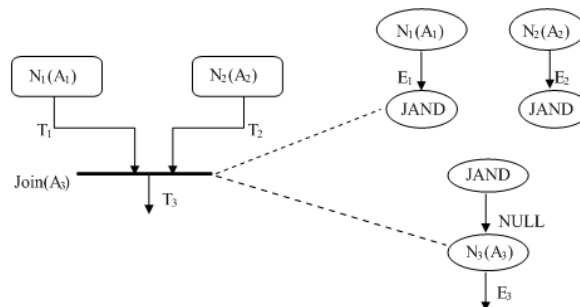 N₁(A₁)
N₂(A₂)
T₁
T₂
Join(A₃)
T₃
N₁(A₁)
N₂(A₂)
E₁
E₂
JAND
JAND
JAND
NULL
N₃(A₃)
E₃